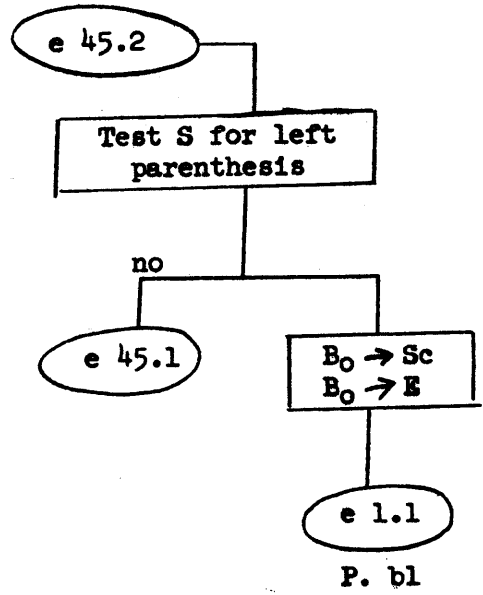 e 45.2
Test S for left
parenthesis
no
e 45.1
B₀ → Sc
B₀ → E
e 1.1
P. bl